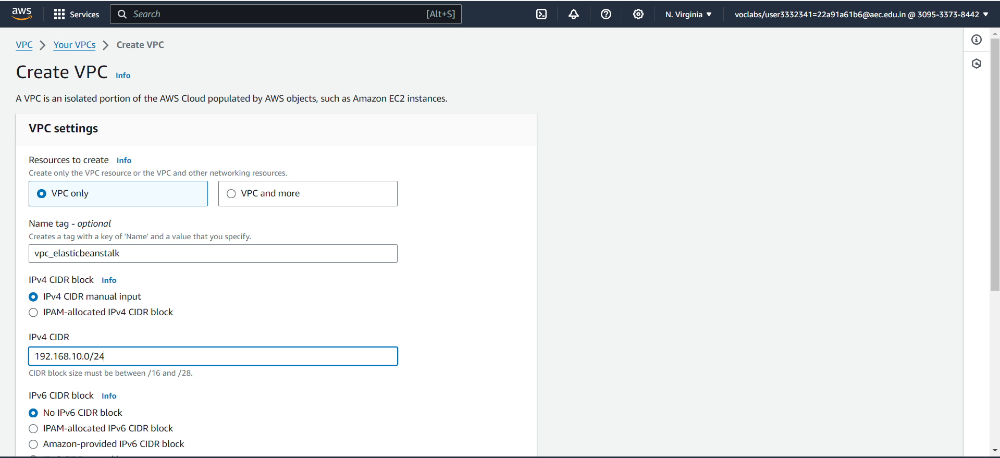 aws Services Search [Alt+S] N. Virginia voclabs/user3332341=22a91a61b6@aec.edu.in @ 3095-3373-8442
VPC Your VPCs Create VPC
Create VPC Info
A VPC is an isolated portion of the AWS Cloud populated by AWS objects, such as Amazon EC2 instances.
VPC settings
Resources to create Info
Create only the VPC resource or the VPC and other networking resources.
VPC only VPC and more
Name tag - optional
Creates a tag with a key of 'Name' and a value that you specify.
vpc_elasticbeanstalk
IPv4 CIDR block Info
IPv4 CIDR manual input
IPAM-allocated IPv4 CIDR block
IPv4 CIDR
192.168.10.0/24
CIDR block size must be between /16 and /28.
IPv6 CIDR block Info
No IPv6 CIDR block
IPAM-allocated IPv6 CIDR block
Amazon-provided IPv6 CIDR block